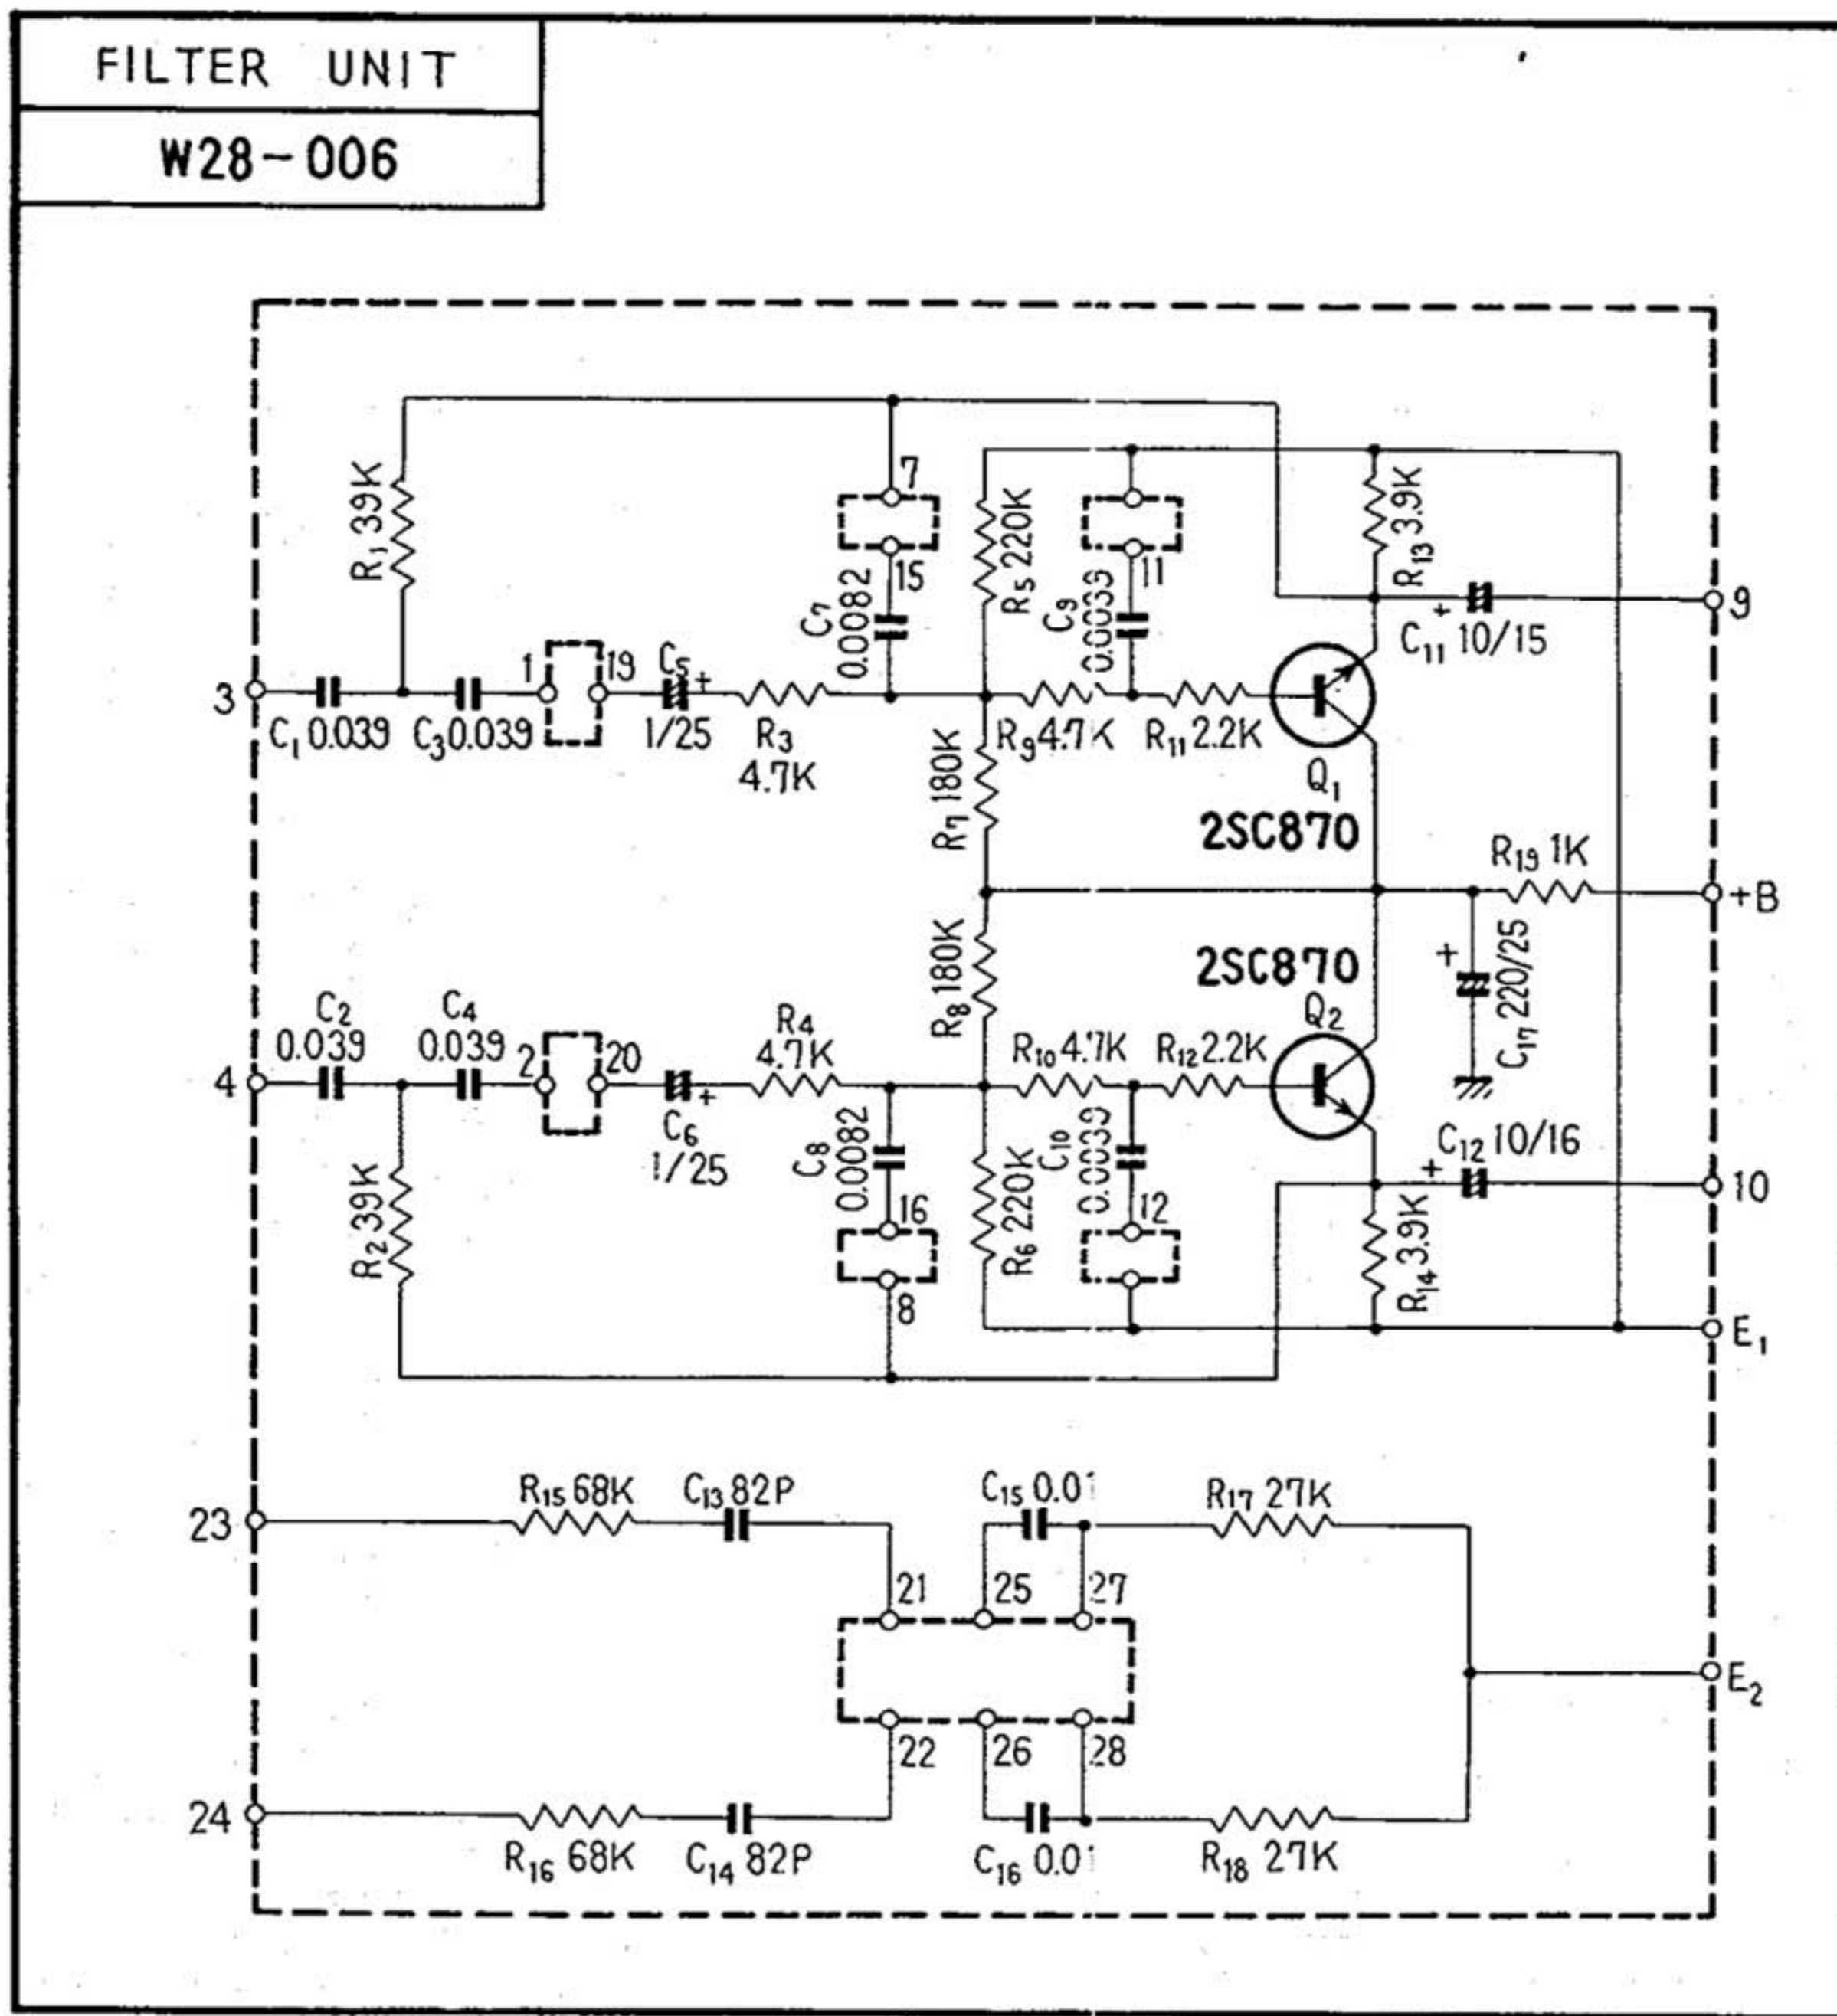 FILTER UNIT
W28-006
R1 39K
7
15
C7 0.0082
R5 220K
C9 0.0039
11
R13 3.9K
9
C11 10/15
+
3
C1 0.039
C3 0.039
1
19
C5
+
1/25
R3
4.7K
R9 4.7K
R11 2.2K
Q1
2SC870
R7 180K
R19 1K
+B
R8 180K
2SC870
Q2
+
C17 220/25
C2
0.039
C4
0.039
2
20
R4
4.7K
R10 4.7K
R12 2.2K
4
C6
+
1/25
C8 0.0082
16
8
R2 39K
R6 220K
C10 0.0039
12
C12 10/16
+
10
R14 3.9K
E1
23
R15 68K
C13 82P
C15 0.01
R17 27K
21
25
27
E2
22
26
28
24
R16 68K
C14 82P
C16 0.01
R18 27K